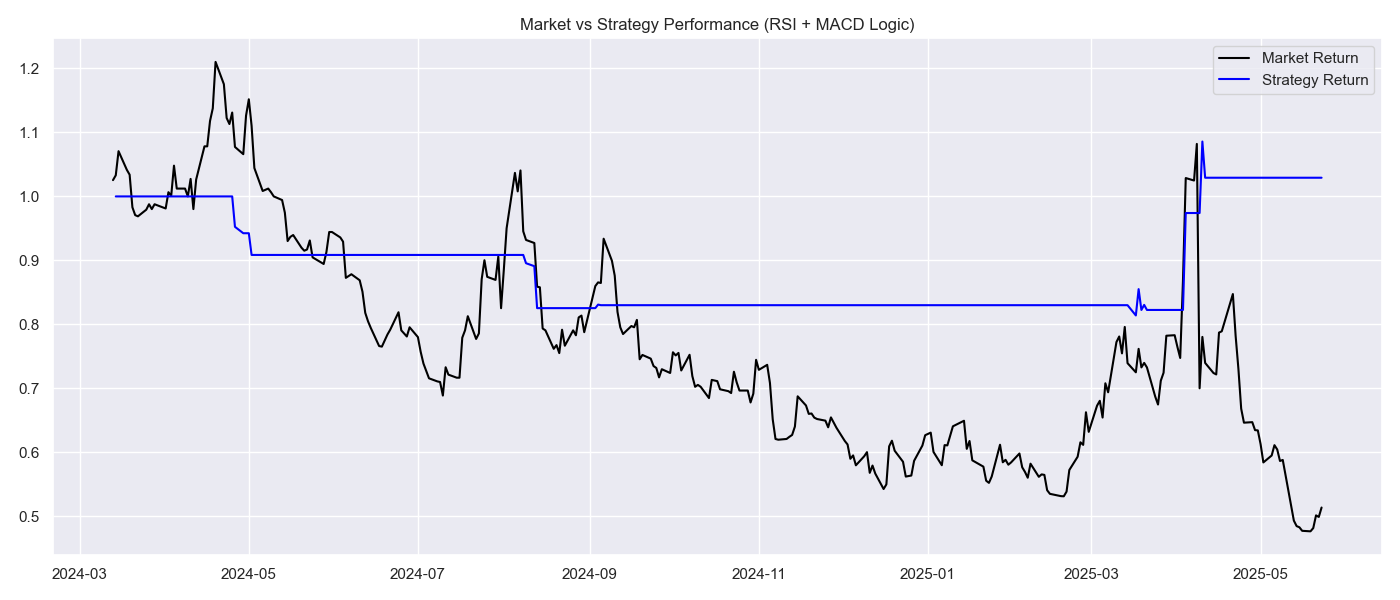 Market vs Strategy Performance (RSI + MACD Logic)
Market Return
Strategy Return
1.2
1.1
1.0
0.9
0.8
0.7
0.6
0.5
2024-03 2024-05 2024-07 2024-09 2024-11 2025-01 2025-03 2025-05